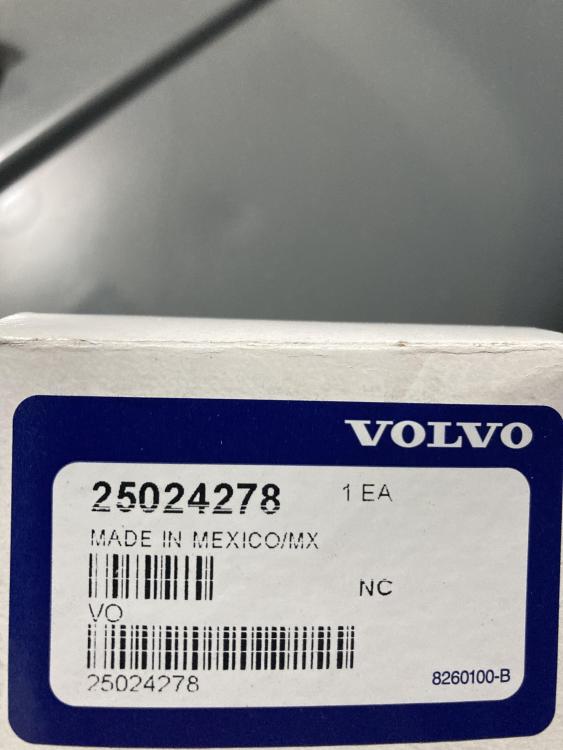 VOLVO
25024278 1 EA
MADE IN MEXICO/MX
NC
VO
25024278 8260100-B